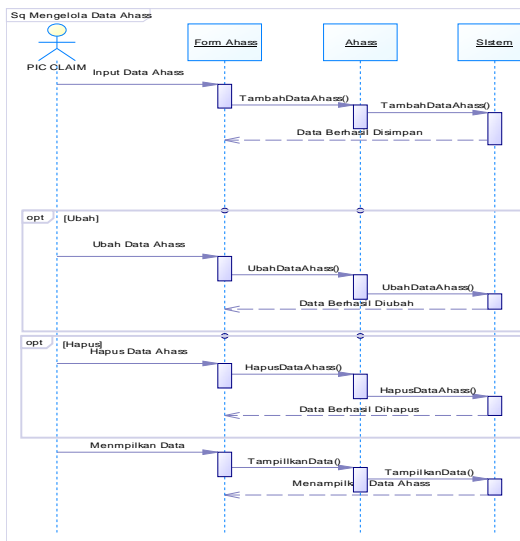 Sq Mengelola Data Ahass
Form Ahass
Ahass
SIstem
PIC CLAIM
Input Data Ahass
TambahDataAhass()
TambahDataAhass()
Data Berhasil Disimpan
opt
[Ubah]
Ubah Data Ahass
UbahDataAhass()
UbahDataAhass()
Data Berhasil Diubah
opt
[Hapus]
Hapus Data Ahass
HapusDataAhass()
HapusDataAhass()
Data Berhasil Dihapus
Menmpilkan Data
TampillkanData()
TampilkanData()
Menampilkan Data Ahass